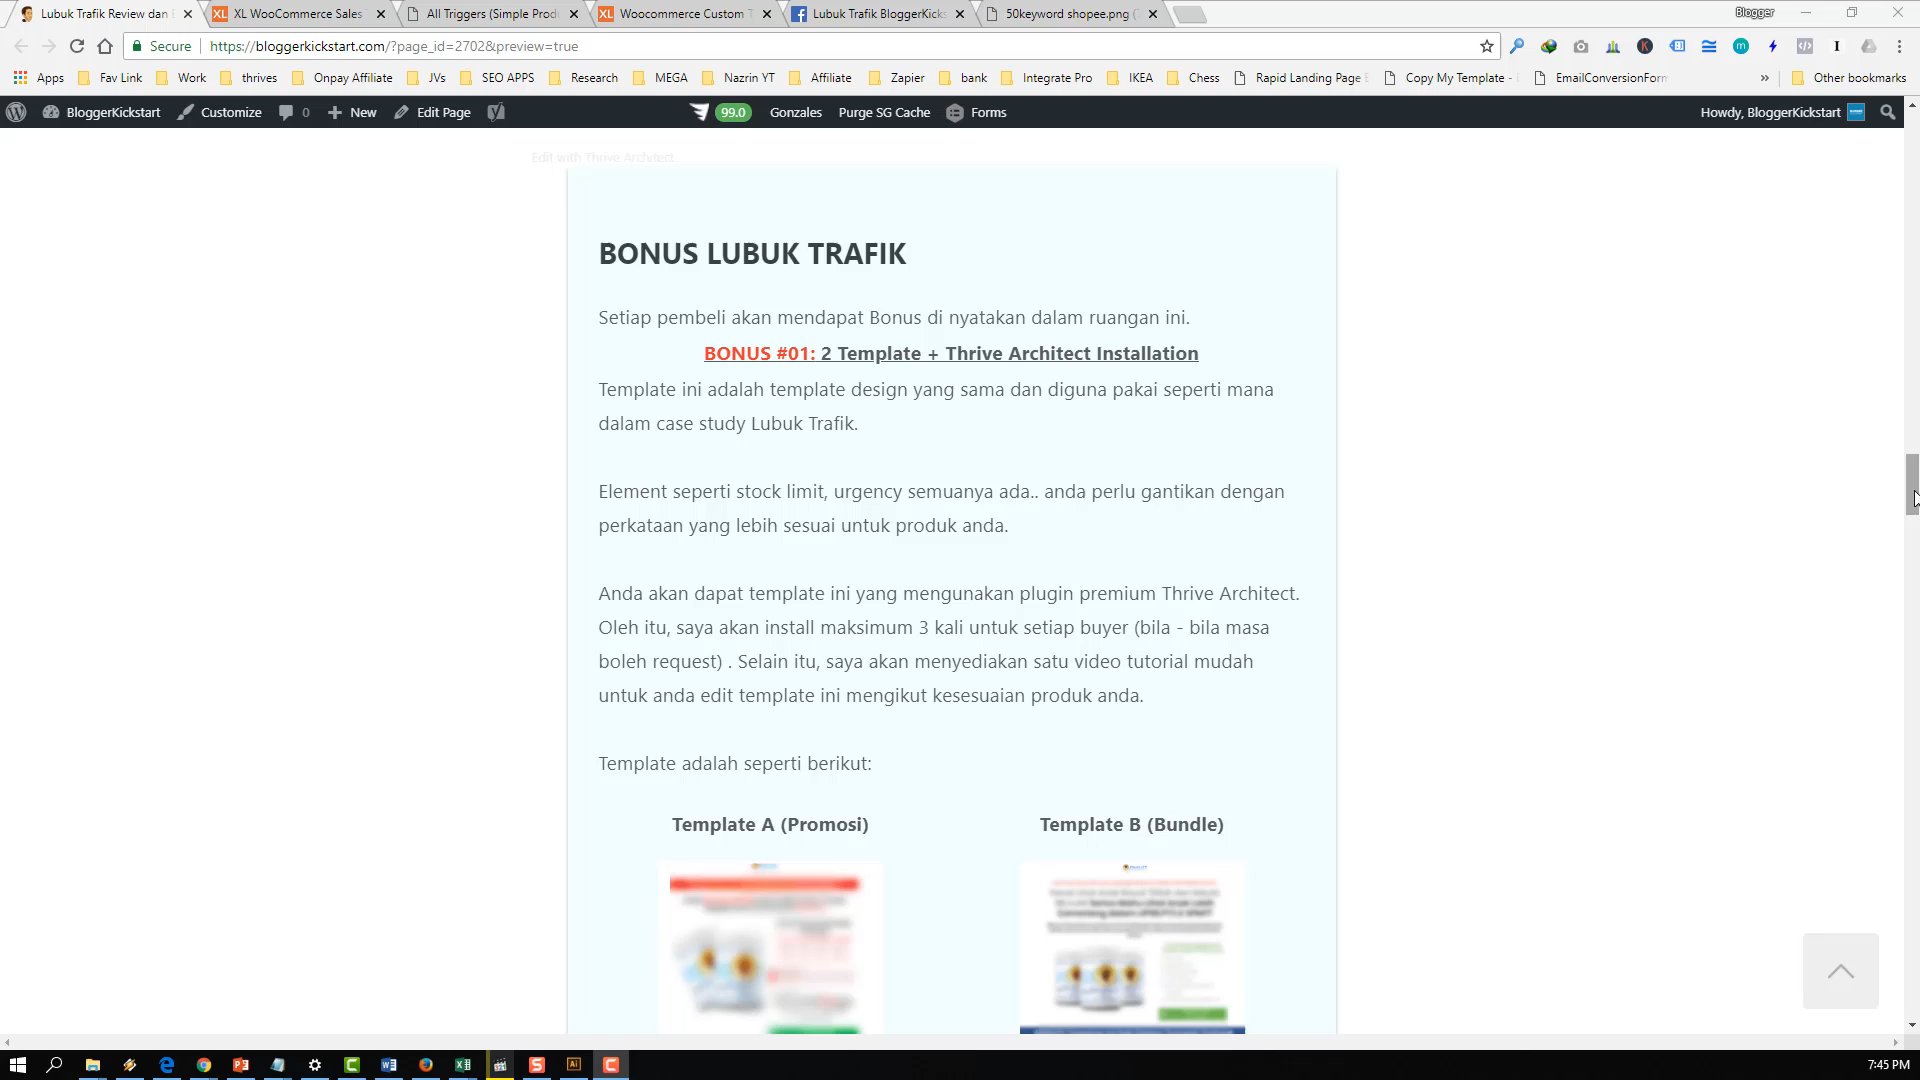 Lubuk Trafik Review dan
XL WooCommerce Sales
All Triggers (Simple Prod
Woocommerce Custom T
Lubuk Trafik BloggerKicks
50keyword shopee.png (
Blogger
Secure
https://bloggerkickstart.com/?page_id=2702&preview=true
Apps
Fav Link
Work
thrives
Onpay Affiliate
JVs
SEO APPS
Research
MEGA
Nazrin YT
Affiliate
Zapier
bank
Integrate Pro
IKEA
Chess
Rapid Landing Page
Copy My Template -
EmailConversionForm
Other bookmarks
BloggerKickstart
Customize
0
New
Edit Page
99.0
Gonzales
Purge SG Cache
Forms
Howdy, BloggerKickstart
Edit with Thrive Architect
BONUS LUBUK TRAFIK
Setiap pembeli akan mendapat Bonus di nyatakan dalam ruangan ini.
BONUS #01: 2 Template + Thrive Architect Installation
Template ini adalah template design yang sama dan diguna pakai seperti mana
dalam case study Lubuk Trafik.
Element seperti stock limit, urgency semuanya ada.. anda perlu gantikan dengan
perkataan yang lebih sesuai untuk produk anda.
Anda akan dapat template ini yang mengunakan plugin premium Thrive Architect.
Oleh itu, saya akan install maksimum 3 kali untuk setiap buyer (bila - bila masa
boleh request) . Selain itu, saya akan menyediakan satu video tutorial mudah
untuk anda edit template ini mengikut kesesuaian produk anda.
Template adalah seperti berikut:
Template A (Promosi)
Template B (Bundle)
7:45 PM